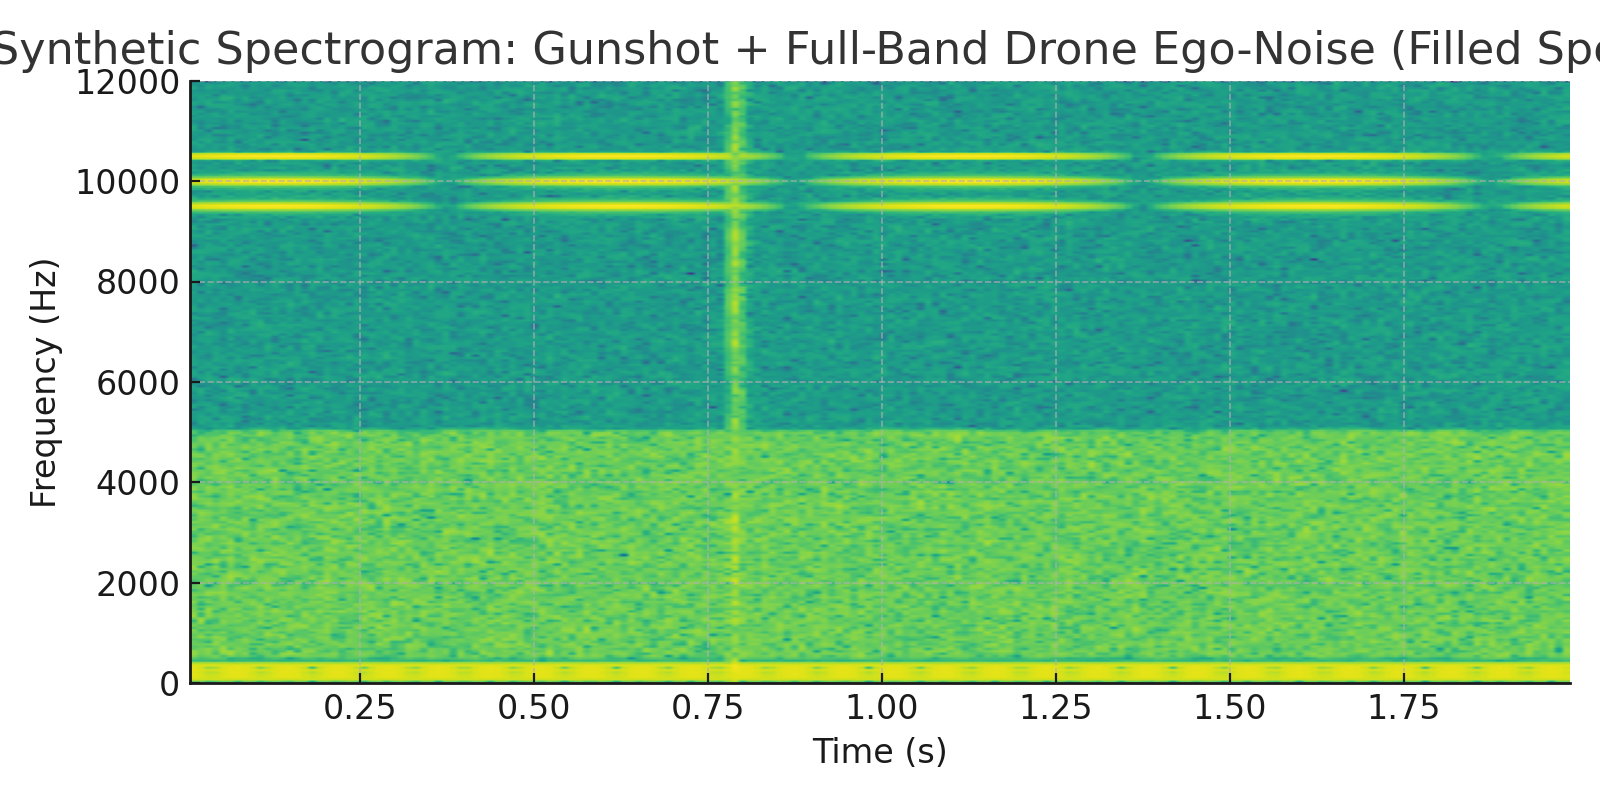 Synthetic Spectrogram: Gunshot + Full-Band Drone Ego-Noise (Filled Spe
12000
10000
8000
6000
4000
2000
0
Frequency (Hz)
0.25 0.50 0.75 1.00 1.25 1.50 1.75
Time (s)